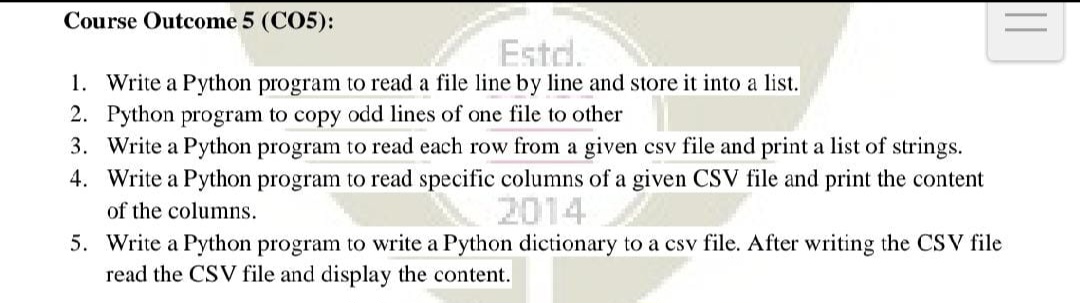 Course Outcome 5 (CO5):
Estd.
1. Write a Python program to read a file line by line and store it into a list.
2. Python program to copy odd lines of one file to other
3. Write a Python program to read each row from a given csv file and print a list of strings.
4. Write a Python program to read specific columns of a given CSV file and print the content
of the columns.
2014
5. Write a Python program to write a Python dictionary to a csv file. After writing the CSV file
read the CSV file and display the content.